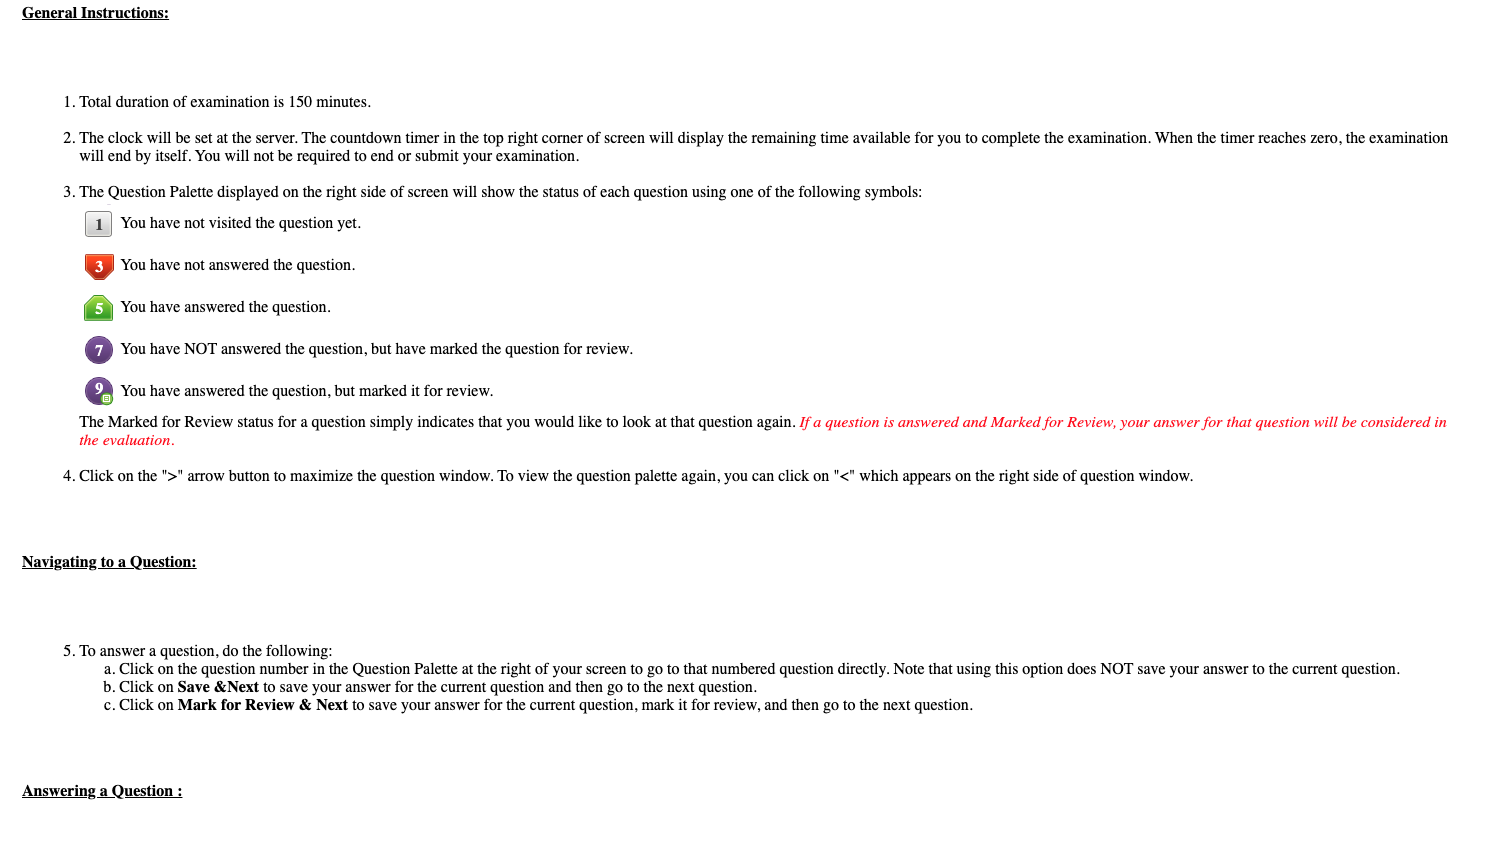 General Instructions:
1. Total duration of examination is 150 minutes.
2. The clock will be set at the server. The countdown timer in the top right corner of screen will display the remaining time available for you to complete the examination. When the timer reaches zero, the examination
will end by itself. You will not be required to end or submit your examination.
3. The Question Palette displayed on the right side of screen will show the status of each question using one of the following symbols:
1 You have not visited the question yet.
3 You have not answered the question.
5 You have answered the question.
7 You have NOT answered the question, but have marked the question for review.
9 You have answered the question, but marked it for review.
The Marked for Review status for a question simply indicates that you would like to look at that question again. If a question is answered and Marked for Review, your answer for that question will be considered in
the evaluation.
4. Click on the ">" arrow button to maximize the question window. To view the question palette again, you can click on "<" which appears on the right side of question window.
Navigating to a Question:
5. To answer a question, do the following:
a. Click on the question number in the Question Palette at the right of your screen to go to that numbered question directly. Note that using this option does NOT save your answer to the current question.
b. Click on Save &Next to save your answer for the current question and then go to the next question.
c. Click on Mark for Review & Next to save your answer for the current question, mark it for review, and then go to the next question.
Answering a Question :